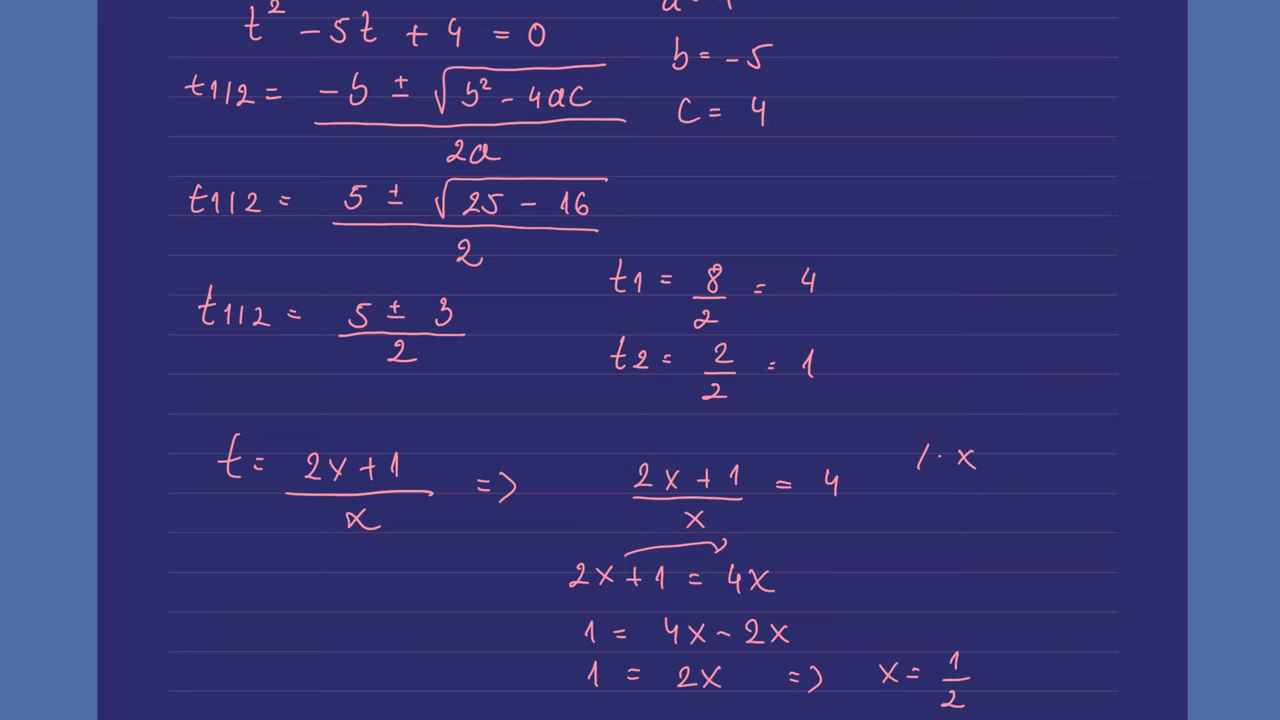 t² - 5t + 4 = 0
b = -5
t1/2 = (-b ± √(b² - 4ac)) / 2a
c = 4
t1/2 = (5 ± √(25 - 16)) / 2
t1/2 = (5 ± 3) / 2
t1 = 8/2 = 4
t2 = 2/2 = 1
t = (2x + 1) / x => (2x + 1) / x = 4 / · x
2x + 1 = 4x
1 = 4x - 2x
1 = 2x => x = 1/2